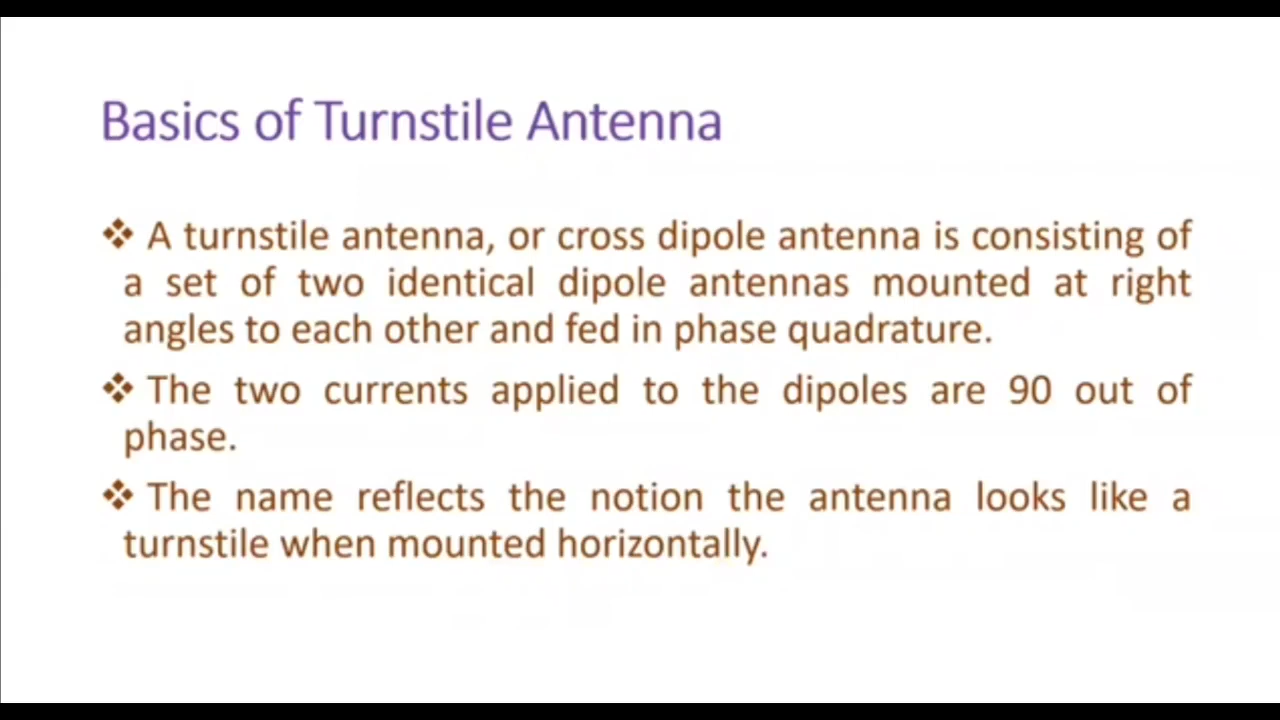 Basics of Turnstile Antenna
❖ A turnstile antenna, or cross dipole antenna is consisting of
a set of two identical dipole antennas mounted at right
angles to each other and fed in phase quadrature.
❖ The two currents applied to the dipoles are 90 out of
phase.
❖ The name reflects the notion the antenna looks like a
turnstile when mounted horizontally.